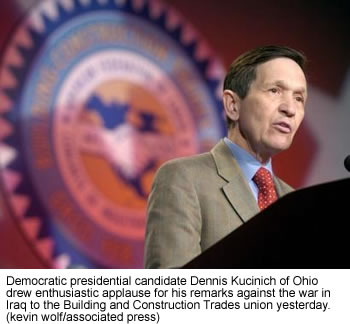 Democratic presidential candidate Dennis Kucinich of Ohio
drew enthusiastic applause for his remarks against the war in
Iraq to the Building and Construction Trades union yesterday.
(kevin wolf/associated press)